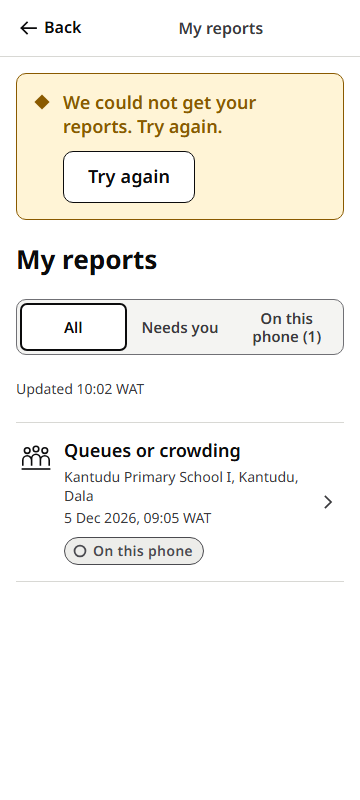 Back
My reports
We could not get your
reports. Try again.
Try again
My reports
All
Needs you
On this
phone (1)
Updated 10:02 WAT
Queues or crowding
Kantudu Primary School I, Kantudu,
Dala
5 Dec 2026, 09:05 WAT
On this phone